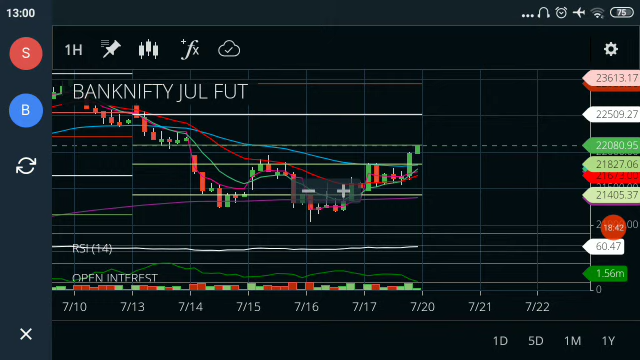 13:00
... 75
S
B
1H
fx
BANKNIFTY JUL FUT
23613.17
22509.27
22080.95
21827.06
21405.37
18:42
RSI (14)
60.47
OPEN INTEREST
1.56m
0
7/10 7/13 7/14 7/15 7/16 7/17 7/20 7/21 7/22
1D 5D 1M 1Y